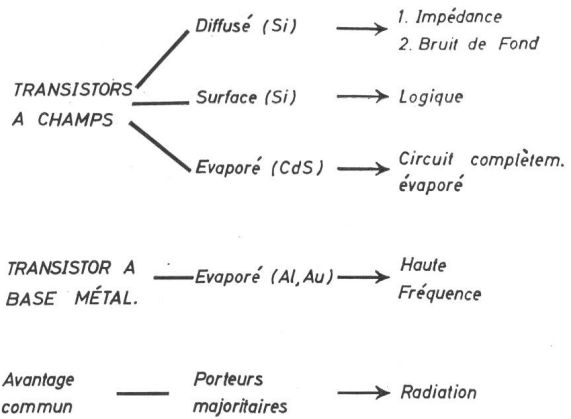 Diffusé (Si)
1. Impédance
2. Bruit de Fond
TRANSISTORS
A CHAMPS
Surface (Si)
Logique
Evaporé (CdS)
Circuit complètem.
évaporé
TRANSISTOR A
BASE MÉTAL.
Evaporé (Al, Au)
Haute
Fréquence
Avantage
commun
Porteurs
majoritaires
Radiation